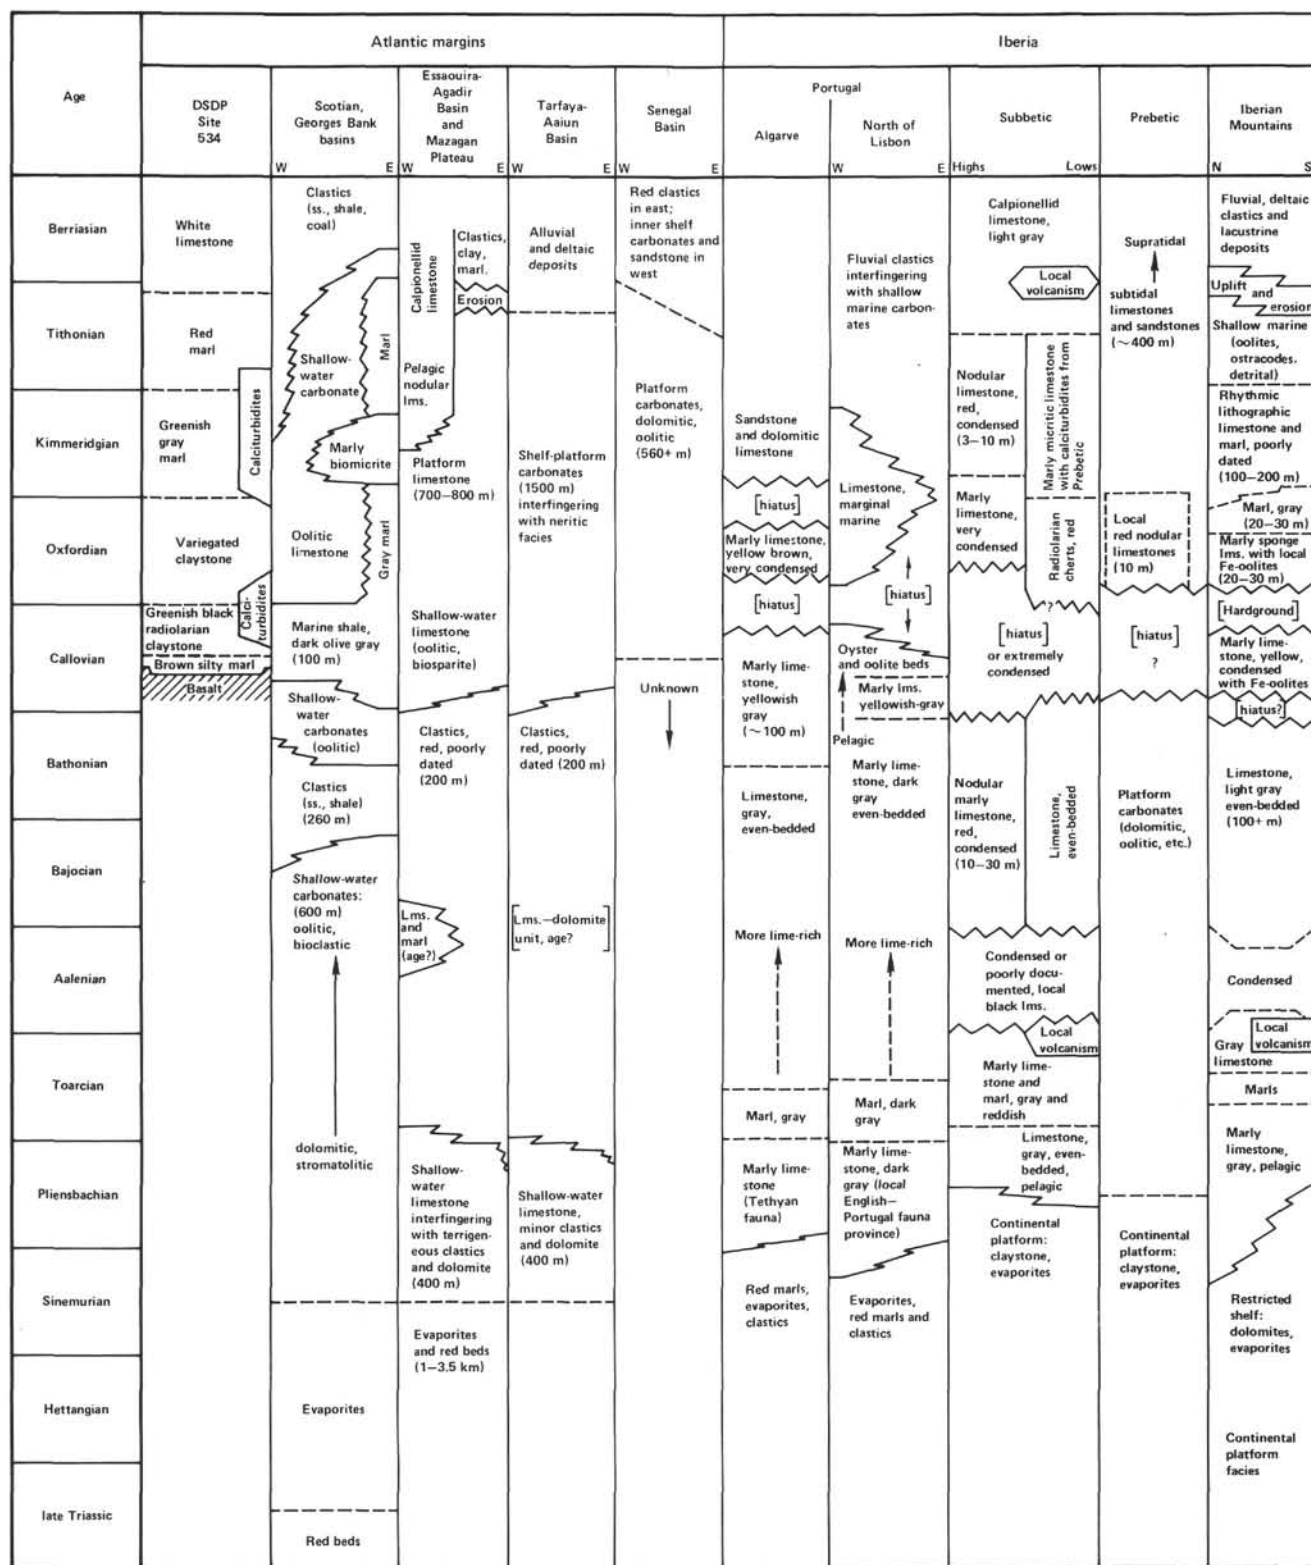 Atlantic margins
Iberia
Age
DSDP
Site
534
Scotian,
Georges Bank
basins
W
E
Essaouira-
Agadir
Basin
and
Mazagan
Plateau
W
E
Tarfaya-
Aaiun
Basin
W
E
Senegal
Basin
W
E
Portugal
Algarve
North of
Lisbon
W
E
Subbetic
Highs
Lows
Prebetic
Iberian
Mountains
N
S
Berriasian
Tithonian
Kimmeridgian
Oxfordian
Callovian
Bathonian
Bajocian
Aalenian
Toarcian
Pliensbachian
Sinemurian
Hettangian
late Triassic
White
limestone
Red
marl
Greenish
gray
marl
Calciturbidites
Variegated
claystone
Calci-
turbidites
Greenish black
radiolarian
claystone
Brown silty marl
Basalt
Clastics
(ss., shale,
coal)
Shallow-
water
carbonate
Marl
Marly
biomicrite
Oolitic
limestone
Gray marl
Marine shale,
dark olive gray
(100 m)
Shallow-
water
carbonates
(oolitic)
Clastics
(ss., shale)
(260 m)
Shallow-water
carbonates:
(600 m)
oolitic,
bioclastic
dolomitic,
stromatolitic
Evaporites
Red beds
Calpionellid
limestone
Clastics,
clay,
marl.
Erosion
Pelagic
nodular
lms.
Platform
limestone
(700–800 m)
Shallow-water
limestone
(oolitic,
biosparite)
Clastics,
red, poorly
dated
(200 m)
Lms.
and
marl
(age?)
Shallow-
water
limestone
interfingering
with terrigen-
eous clastics
and dolomite
(400 m)
Evaporites
and red beds
(1–3.5 km)
Alluvial
and deltaic
deposits
Shelf-platform
carbonates
(1500 m)
interfingering
with neritic
facies
Clastics,
red, poorly
dated (200 m)
[Lms.–dolomite
unit, age?]
Shallow-water
limestone,
minor clastics
and dolomite
(400 m)
Red clastics
in east;
inner shelf
carbonates and
sandstone in
west
Platform
carbonates,
dolomitic,
oolitic
(560+ m)
Unknown
Sandstone
and dolomitic
limestone
[hiatus]
Marly limestone,
yellow brown,
very condensed
[hiatus]
Marly lime-
stone,
yellowish
gray
(~100 m)
Limestone,
gray,
even-bedded
More lime-rich
Marl, gray
Marly lime-
stone
(Tethyan
fauna)
Red marls,
evaporites,
clastics
Fluvial clastics
interfingering
with shallow
marine carbon-
ates
Limestone,
marginal
marine
[hiatus]
Oyster
and oolite beds
Marly lms.
yellowish-gray
Pelagic
Marly lime-
stone, dark
gray
even-bedded
More lime-rich
Marl, dark
gray
Marly lime-
stone, dark
gray (local
English–
Portugal fauna
province)
Evaporites,
red marls and
clastics
Calpionellid
limestone,
light gray
Local
volcanism
Nodular
limestone,
red,
condensed
(3–10 m)
Marly micritic limestone
with calciturbidites from
Prebetic
Marly
limestone,
very
condensed
Radiolarian
cherts, red
?
[hiatus]
or extremely
condensed
Nodular
marly
limestone,
red,
condensed
(10–30 m)
Limestone,
even-bedded
Condensed or
poorly docu-
mented, local
black lms.
Local
volcanism
Marly lime-
stone and
marl, gray and
reddish
Limestone,
gray, even-
bedded,
pelagic
Continental
platform:
claystone,
evaporites
Supratidal
subtidal
limestones
and sandstones
(~400 m)
Local
red nodular
limestones
(10 m)
[hiatus]
?
Platform
carbonates
(dolomitic,
oolitic, etc.)
Continental
platform:
claystone,
evaporites
Fluvial, deltaic
clastics and
lacustrine
deposits
Uplift
and
erosion
Shallow marine
(oolites,
ostracodes.
detrital)
Rhythmic
lithographic
limestone and
marl, poorly
dated
(100–200 m)
Marl, gray
(20–30 m)
Marly sponge
lms. with local
Fe-oolites
(20–30 m)
[Hardground]
Marly lime-
stone, yellow,
condensed
with Fe-oolites
[hiatus?]
Limestone,
light gray
even-bedded
(100+ m)
Condensed
Local
volcanism
Gray
limestone
Marls
Marly
limestone,
gray, pelagic
Restricted
shelf:
dolomites,
evaporites
Continental
platform
facies